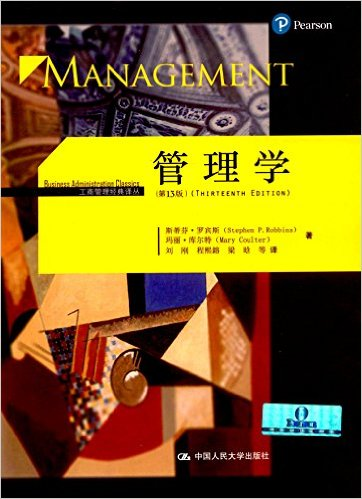 Pearson
MANAGEMENT
Business Administration Classics
工商管理经典译丛
管理学
(第13版) (THIRTEENTH EDITION)
斯蒂芬·罗宾斯 (Stephen P. Robbins)
玛丽·库尔特 (Mary Coulter) 著
刘 刚 程熙鎔 梁 晗 等译
中国人民大学出版社